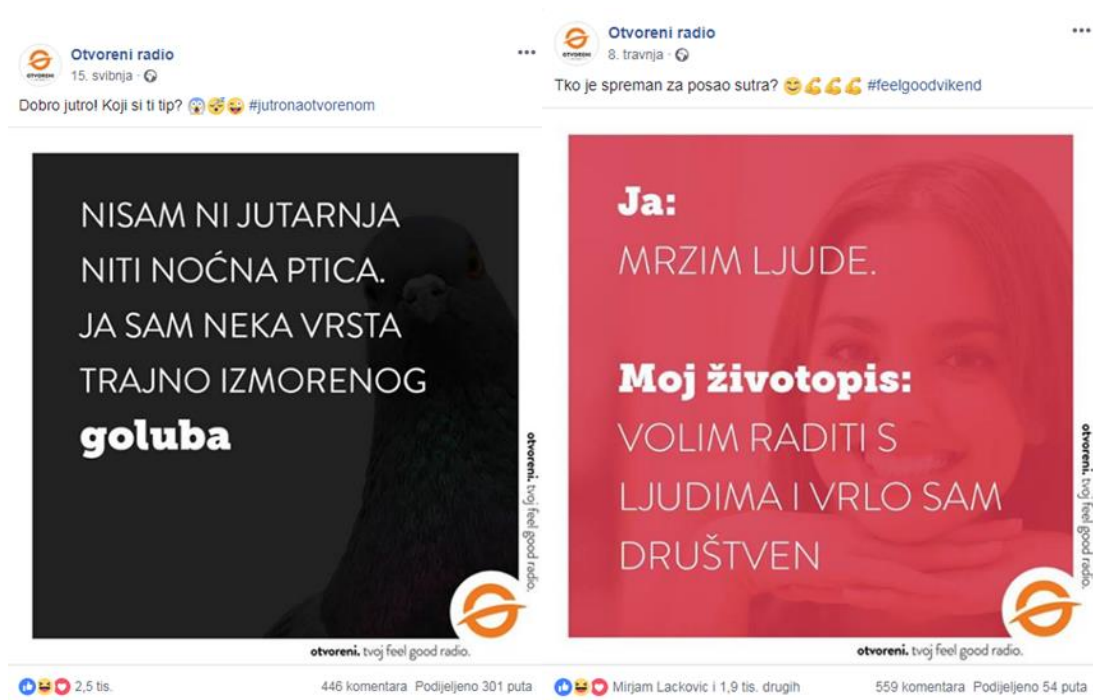 Otvoreni radio
15. svibnja
Dobro jutro! Koji si ti tip? 😱😴😜 #jutronaotvorenom
NISAM NI JUTARNJA
NITI NOĆNA PTICA.
JA SAM NEKA VRSTA
TRAJNO IZMORENOG
goluba
otvoreni. tvoj feel good radio.
otvoreni. tvoj feel good radio.
2,5 tis.
446 komentara Podijeljeno 301 puta
Otvoreni radio
8. travnja
Tko je spreman za posao sutra? 😊💪💪💪 #feelgoodvikend
Ja:
MRZIM LJUDE.
Moj životopis:
VOLIM RADITI S
LJUDIMA I VRLO SAM
DRUŠTVEN
otvoreni. tvoj feel good radio.
otvoreni. tvoj feel good radio.
Mirjam Lackovic i 1,9 tis. drugih
559 komentara Podijeljeno 54 puta